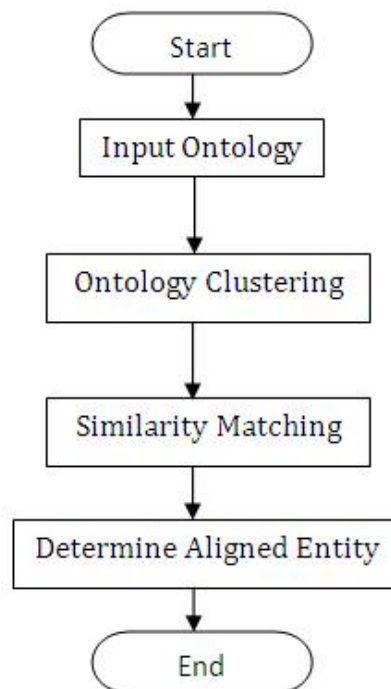 Start
Input Ontology
Ontology Clustering
Similarity Matching
Determine Aligned Entity
End